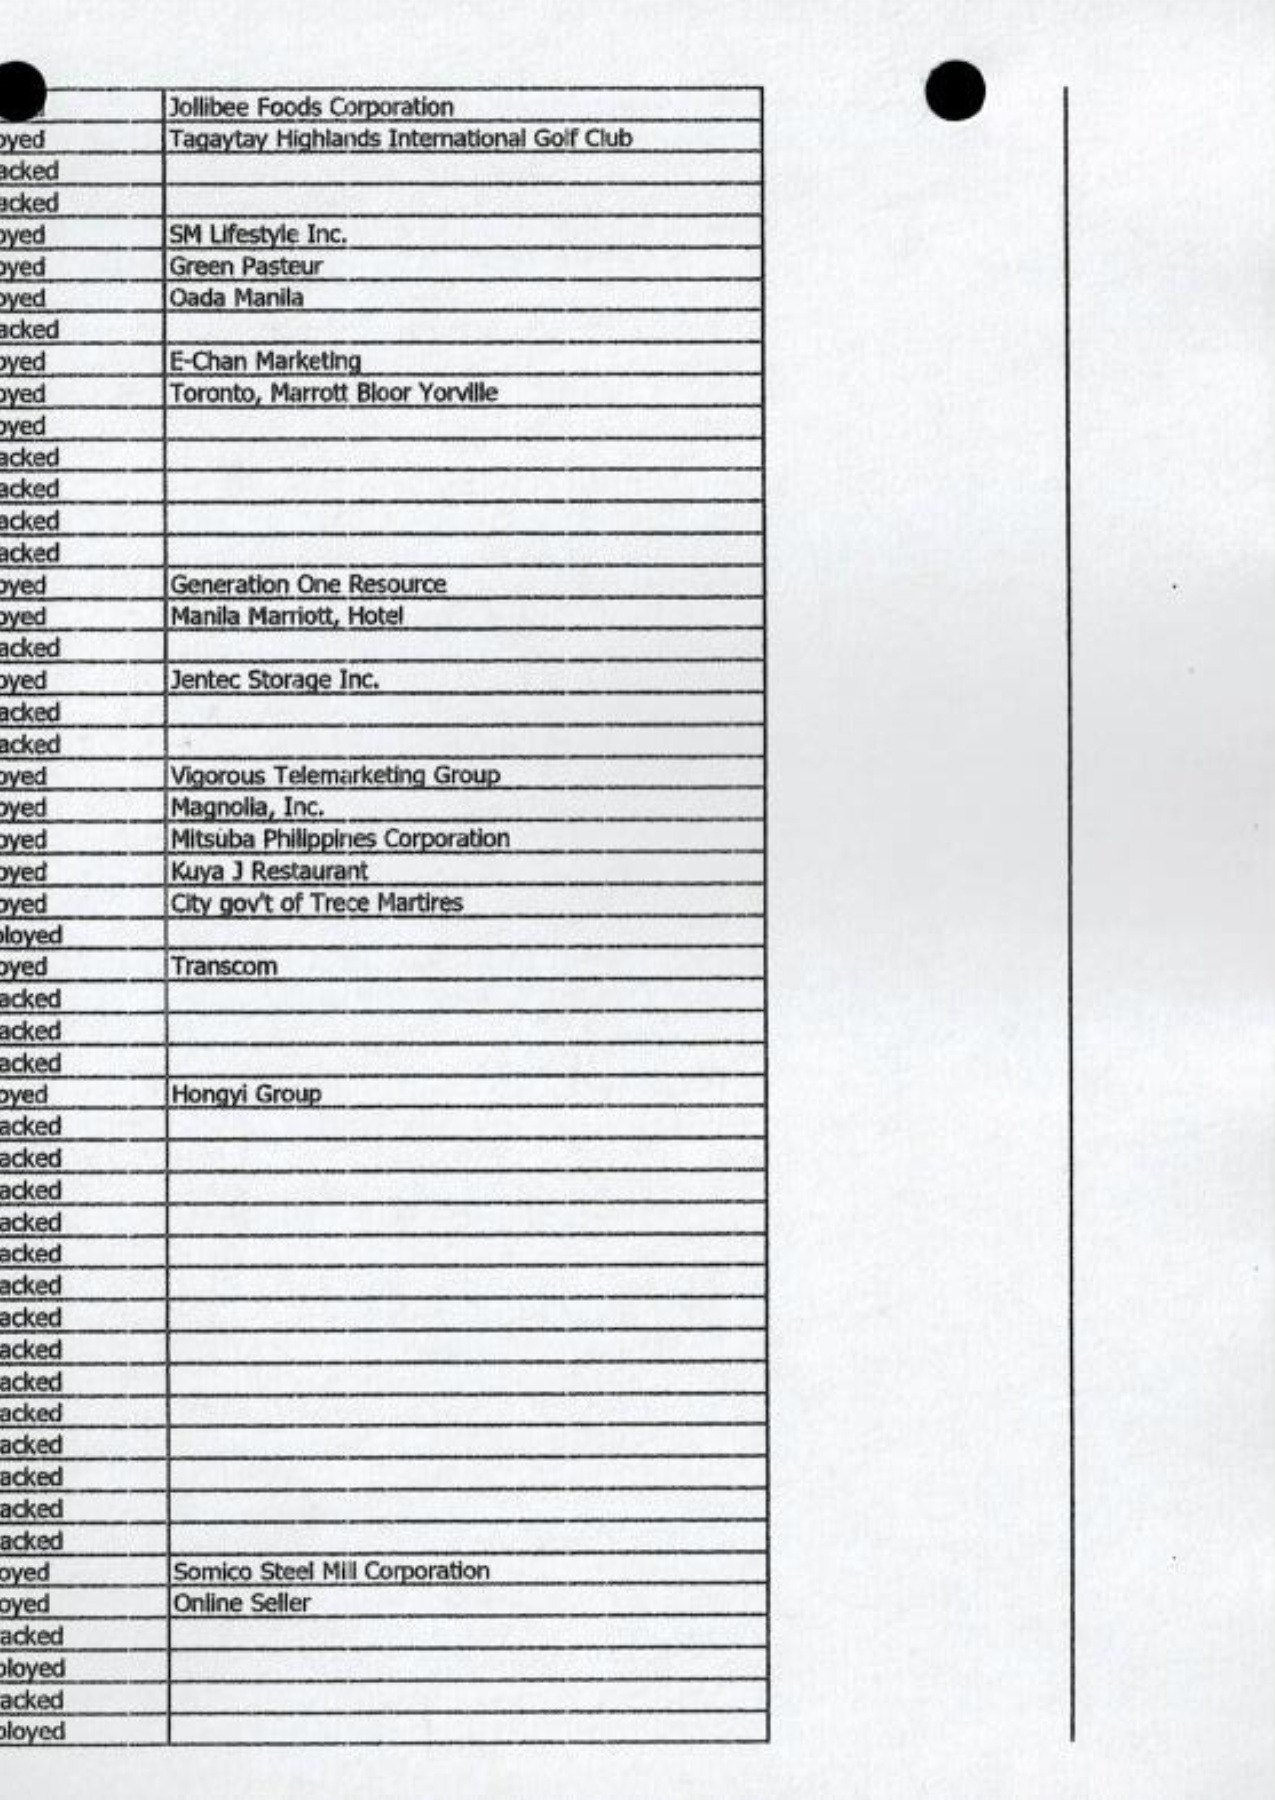 Jollibee Foods Corporation
oyed Tagaytay Highlands International Golf Club
acked
acked
oyed SM Lifestyle Inc.
oyed Green Pasteur
oyed Oada Manila
acked
oyed E-Chan Marketing
oyed Toronto, Marrott Bloor Yorville
oyed
acked
acked
acked
acked
oyed Generation One Resource
oyed Manila Marriott, Hotel
acked
oyed Jentec Storage Inc.
acked
acked
oyed Vigorous Telemarketing Group
oyed Magnolia, Inc.
oyed Mitsuba Philippines Corporation
oyed Kuya J Restaurant
oyed City gov't of Trece Martires
ployed
oyed Transcom
acked
acked
acked
oyed Hongyi Group
acked
acked
acked
acked
acked
acked
acked
acked
acked
acked
acked
acked
acked
acked
oyed Somico Steel Mill Corporation
oyed Online Seller
acked
ployed
acked
ployed